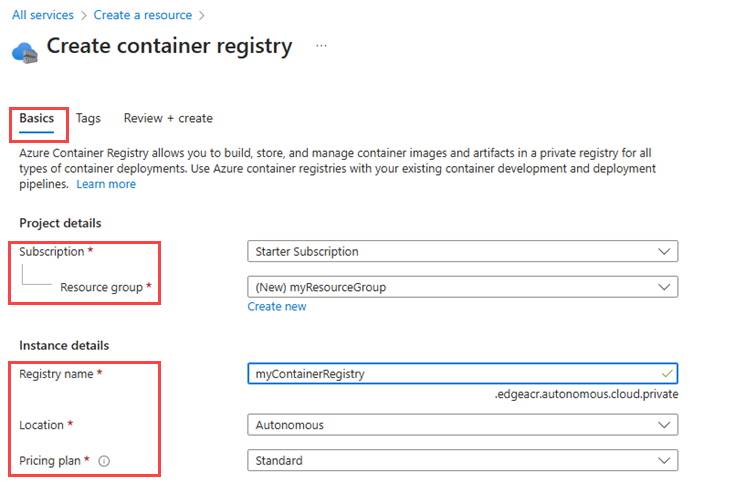 All services > Create a resource >
Create container registry ...
Basics Tags Review + create
Azure Container Registry allows you to build, store, and manage container images and artifacts in a private registry for all
types of container deployments. Use Azure container registries with your existing container development and deployment
pipelines. Learn more
Project details
Subscription * Starter Subscription
Resource group * (New) myResourceGroup
Create new
Instance details
Registry name * myContainerRegistry
.edgeacr.autonomous.cloud.private
Location * Autonomous
Pricing plan * Standard